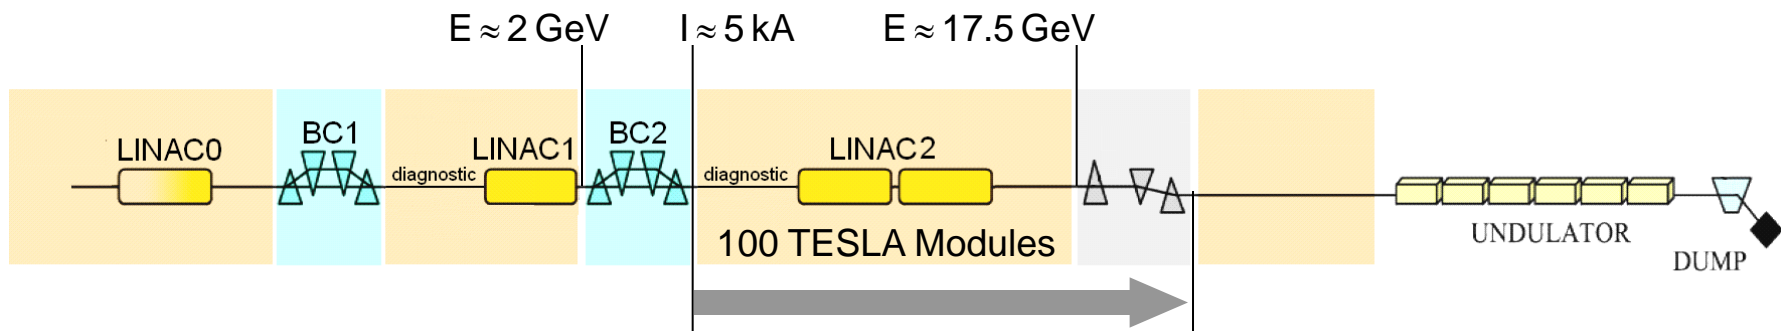 E ≈ 2 GeV
I ≈ 5 kA
E ≈ 17.5 GeV
LINAC0
BC1
diagnostic
LINAC1
BC2
diagnostic
LINAC2
100 TESLA Modules
UNDULATOR
DUMP